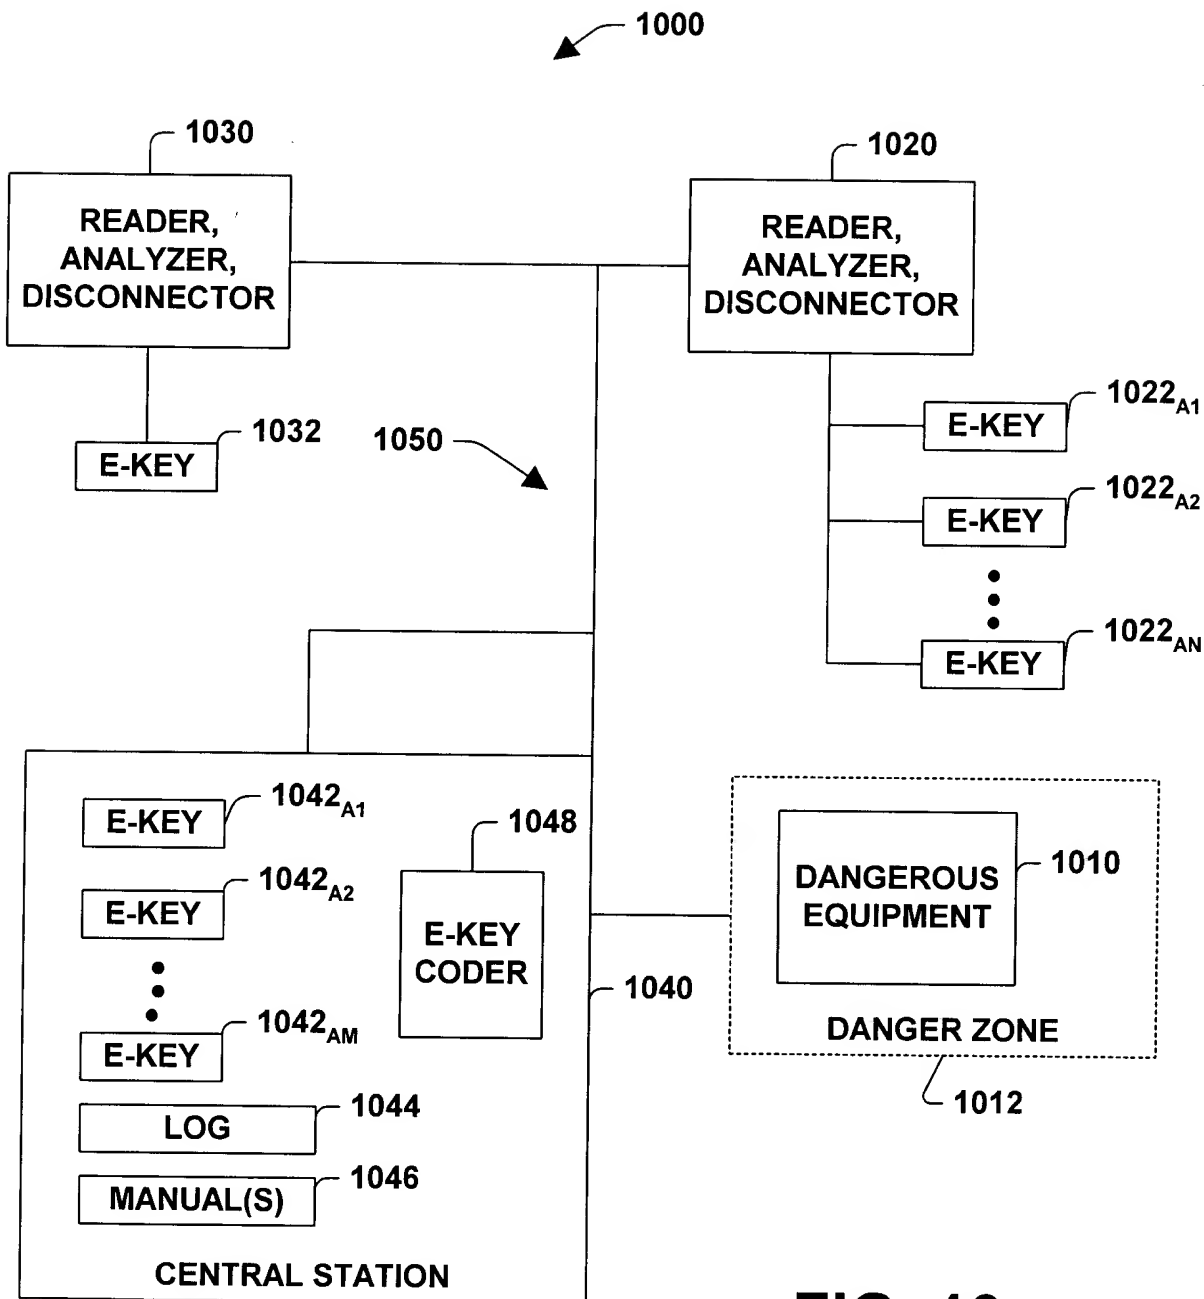 1000
1030
READER,
ANALYZER,
DISCONNECTOR
1020
READER,
ANALYZER,
DISCONNECTOR
1032
E-KEY
1050
1022A1
E-KEY
1022A2
E-KEY
1022AN
E-KEY
1042A1
E-KEY
1042A2
E-KEY
1042AM
E-KEY
1048
E-KEY
CODER
1040
1044
LOG
1046
MANUAL(S)
CENTRAL STATION
DANGEROUS
EQUIPMENT
1010
DANGER ZONE
1012